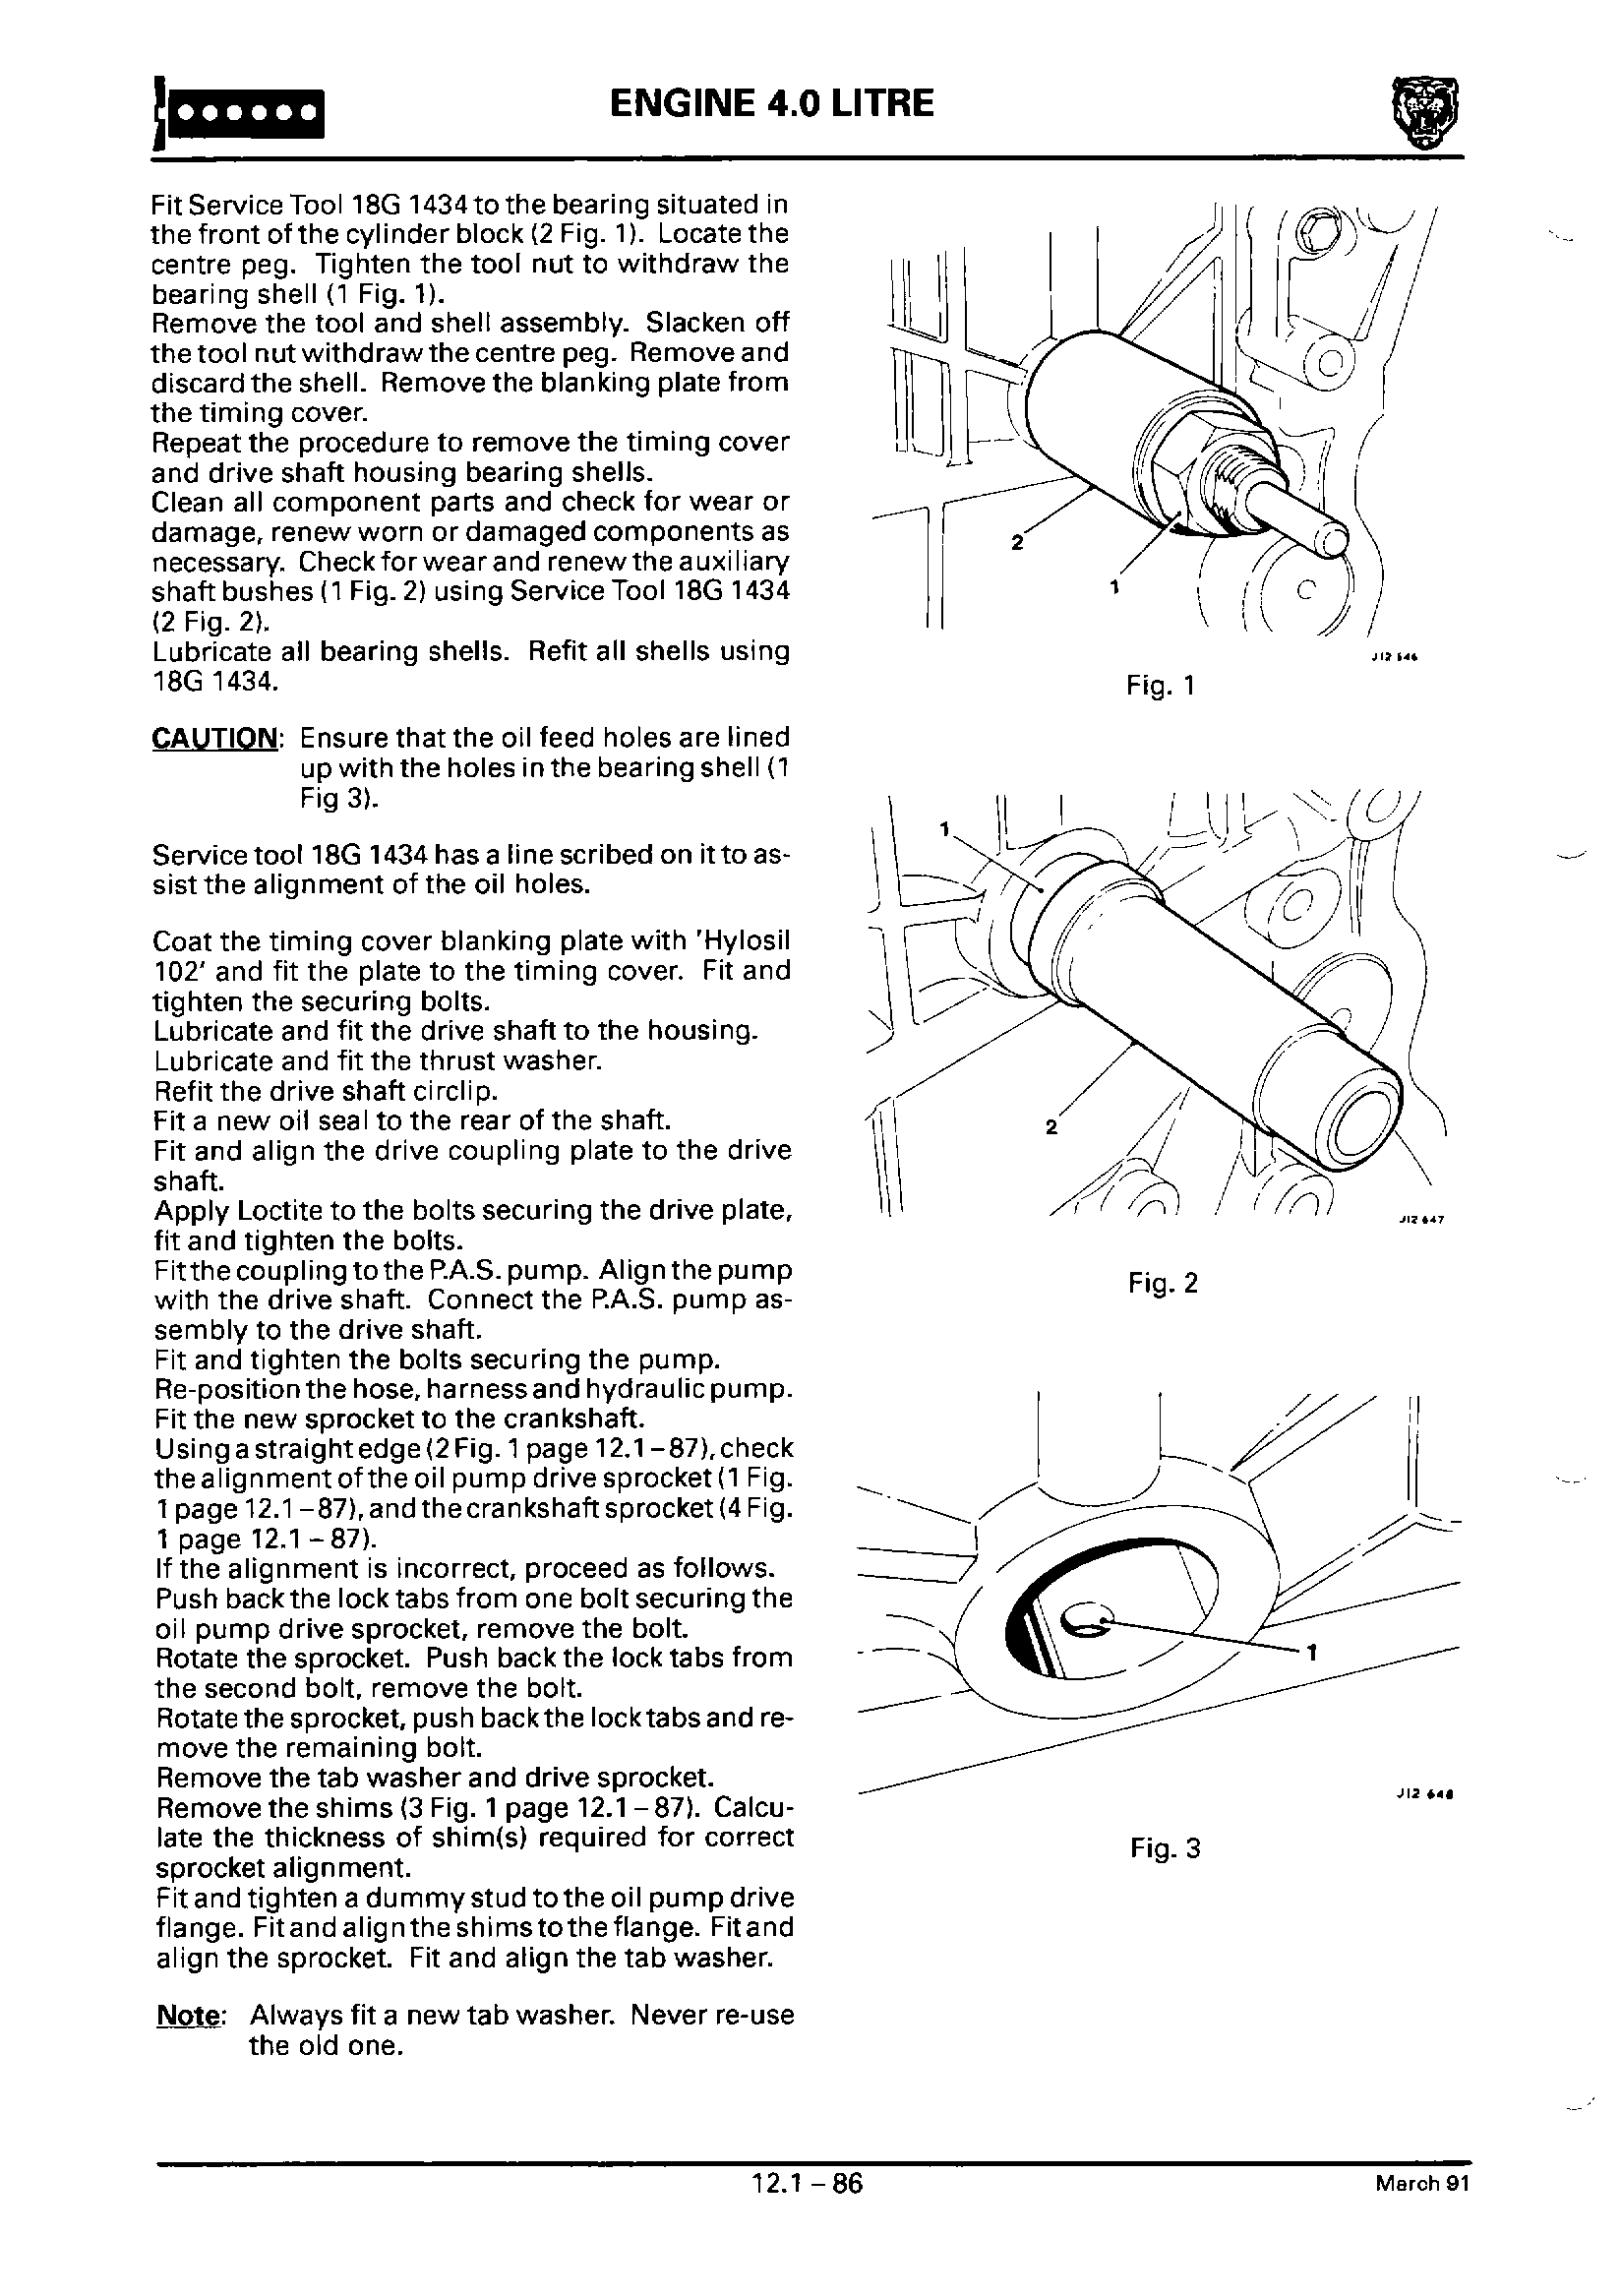 ENGINE 4.0 LITRE
Fit Service Tool 18G 1434 to the bearing situated in
the front of the cylinder block (2 Fig. 1). Locate the
centre peg. Tighten the tool nut to withdraw the
bearing shell (1 Fig. 1).
Remove the tool and shell assembly. Slacken off
the tool nut withdraw the centre peg. Remove and
discard the shell. Remove the blanking plate from
the timing cover.
Repeat the procedure to remove the timing cover
and drive shaft housing bearing shells.
Clean all component parts and check for wear or
damage, renew worn or damaged components as
necessary. Check for wear and renew the auxiliary
shaft bushes (1 Fig. 2) using Service Tool 18G 1434
(2 Fig. 2).
Lubricate all bearing shells. Refit all shells using
18G 1434.
CAUTION: Ensure that the oil feed holes are lined
up with the holes in the bearing shell (1
Fig 3).
Service tool 18G 1434 has a line scribed on it to as-
sist the alignment of the oil holes.
Coat the timing cover blanking plate with 'Hylosil
102' and fit the plate to the timing cover. Fit and
tighten the securing bolts.
Lubricate and fit the drive shaft to the housing.
Lubricate and fit the thrust washer.
Refit the drive shaft circlip.
Fit a new oil seal to the rear of the shaft.
Fit and align the drive coupling plate to the drive
shaft.
Apply Loctite to the bolts securing the drive plate,
fit and tighten the bolts.
Fit the coupling to the P.A.S. pump. Align the pump
with the drive shaft. Connect the P.A.S. pump as-
sembly to the drive shaft.
Fit and tighten the bolts securing the pump.
Re-position the hose, harness and hydraulic pump.
Fit the new sprocket to the crankshaft.
Using a straight edge (2 Fig. 1 page 12.1 – 87), check
the alignment of the oil pump drive sprocket (1 Fig.
1 page 12.1 – 87), and the crankshaft sprocket (4 Fig.
1 page 12.1 – 87).
If the alignment is incorrect, proceed as follows.
Push back the lock tabs from one bolt securing the
oil pump drive sprocket, remove the bolt.
Rotate the sprocket. Push back the lock tabs from
the second bolt, remove the bolt.
Rotate the sprocket, push back the lock tabs and re-
move the remaining bolt.
Remove the tab washer and drive sprocket.
Remove the shims (3 Fig. 1 page 12.1 – 87). Calcu-
late the thickness of shim(s) required for correct
sprocket alignment.
Fit and tighten a dummy stud to the oil pump drive
flange. Fit and align the shims to the flange. Fit and
align the sprocket. Fit and align the tab washer.
Note: Always fit a new tab washer. Never re-use
the old one.
2
1
J12 646
Fig. 1
1
2
J12 647
Fig. 2
1
J12 648
Fig. 3
12.1 – 86
March 91